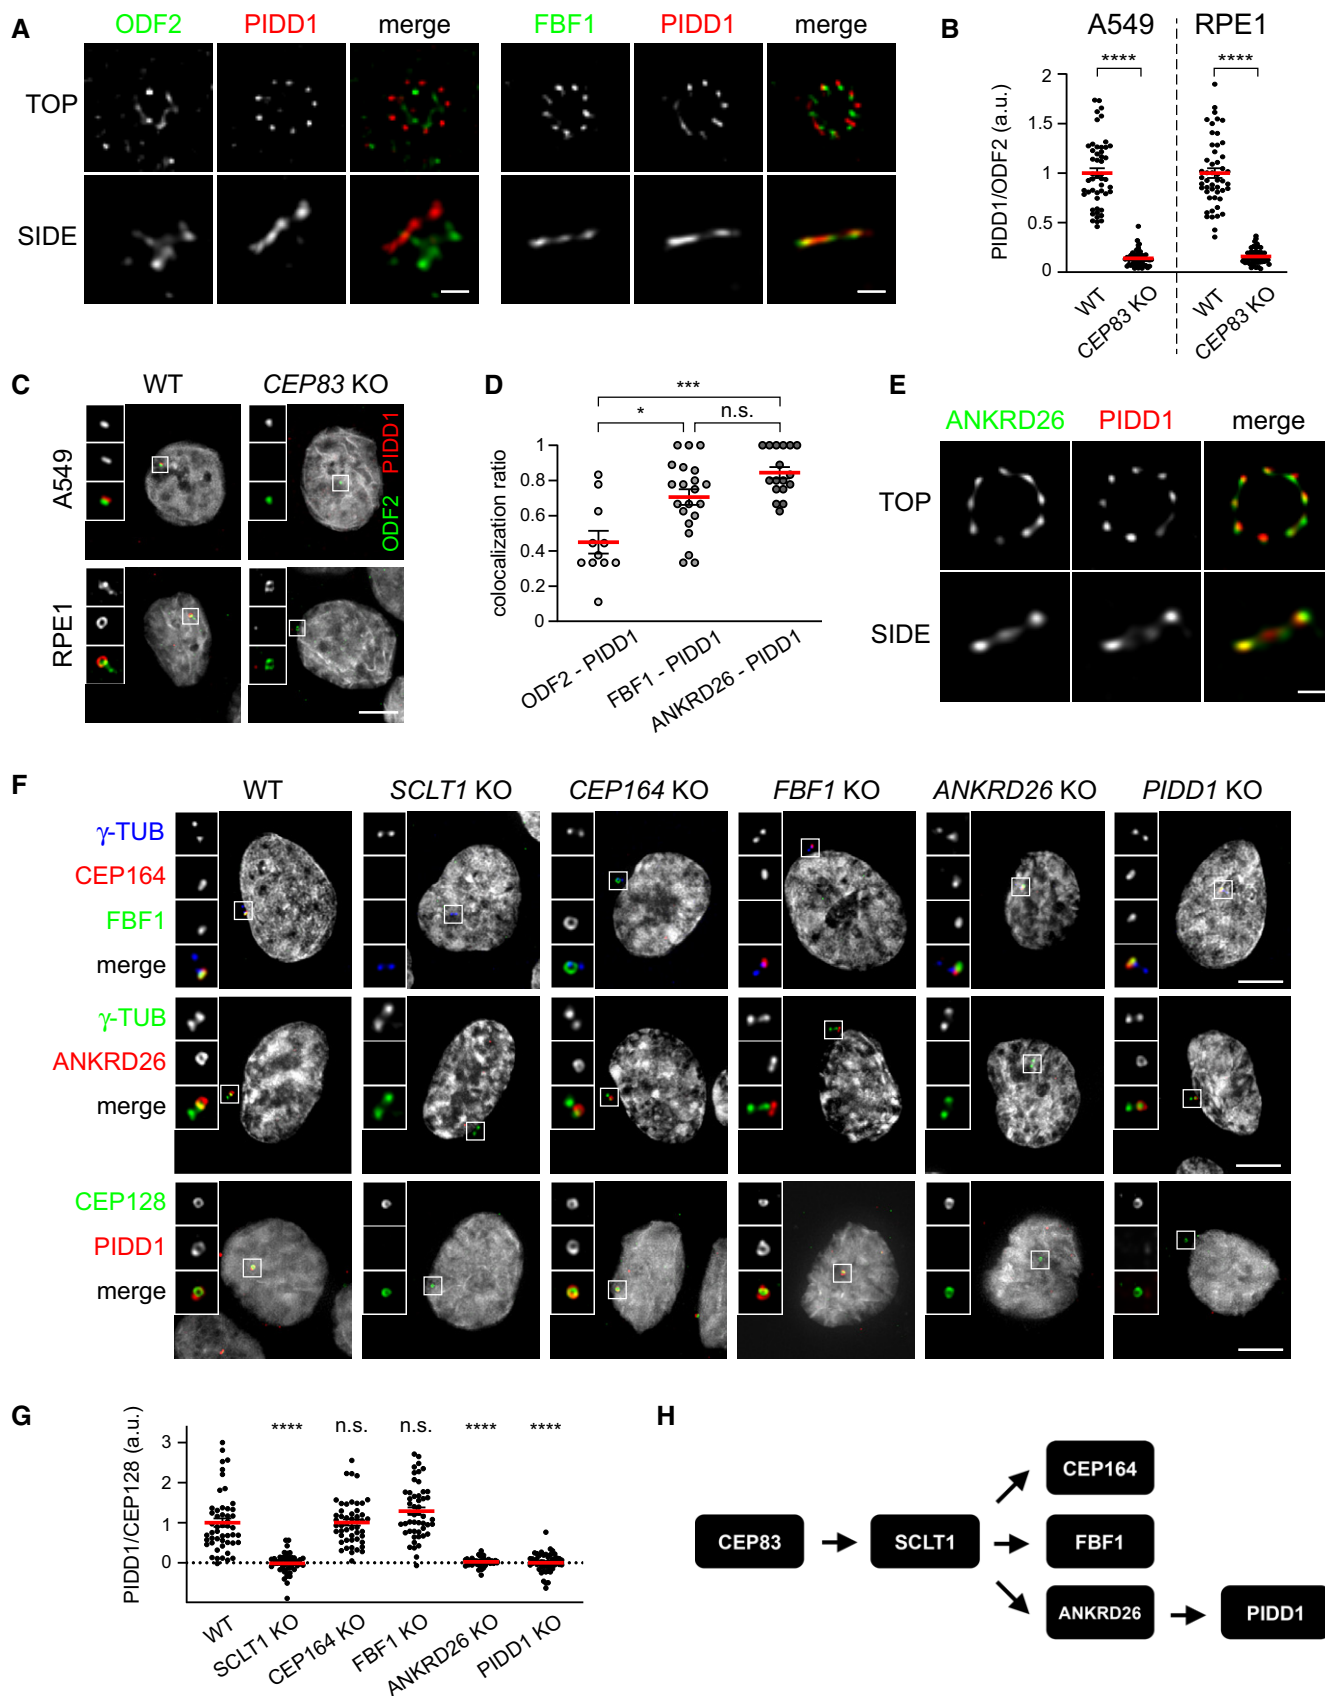 A
ODF2 PIDD1 merge FBF1 PIDD1 merge
TOP
SIDE
B
A549 RPE1
**** ****
PIDD1/ODF2 (a.u.)
2
1.5
1
0.5
0
WT CEP83 KO WT CEP83 KO
C
WT CEP83 KO
A549
RPE1
ODF2 PIDD1
D
***
* n.s.
colocalization ratio
1
0.8
0.6
0.4
0.2
0
ODF2 - PIDD1
FBF1 - PIDD1
ANKRD26 - PIDD1
E
ANKRD26 PIDD1 merge
TOP
SIDE
F
WT SCLT1 KO CEP164 KO FBF1 KO ANKRD26 KO PIDD1 KO
γ-TUB
CEP164
FBF1
merge
γ-TUB
ANKRD26
merge
CEP128
PIDD1
merge
G
**** n.s. n.s. **** ****
PIDD1/CEP128 (a.u.)
3
2
1
0
WT SCLT1 KO CEP164 KO FBF1 KO ANKRD26 KO PIDD1 KO
H
CEP164
CEP83 SCLT1 FBF1
ANKRD26 PIDD1